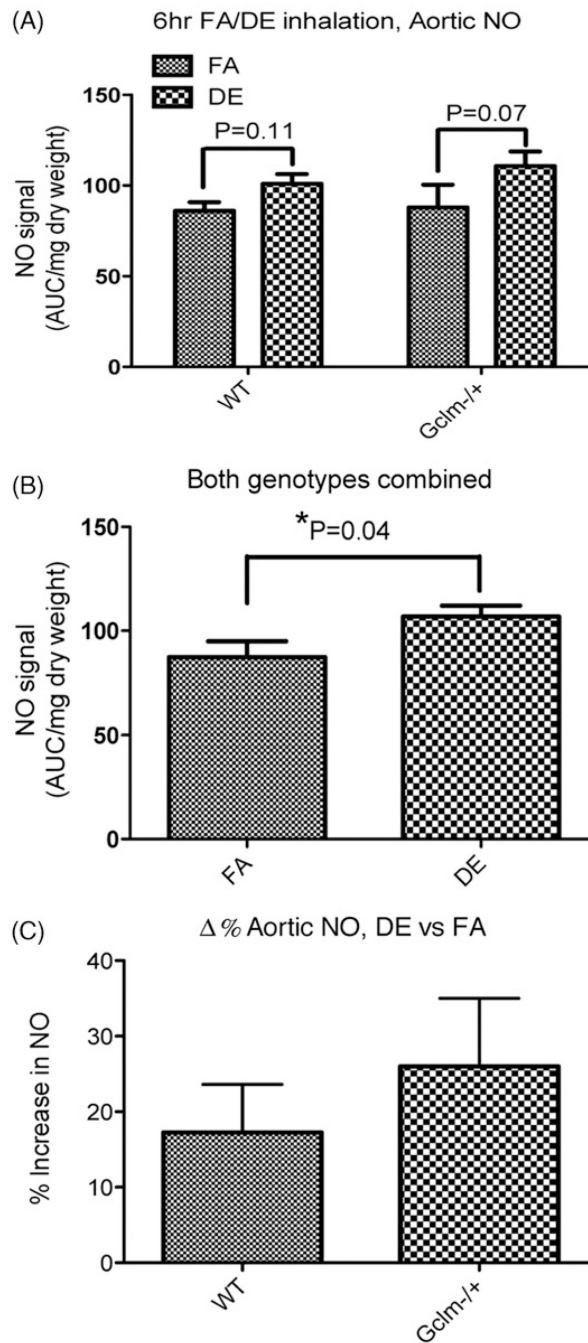 (A) 6hr FA/DE inhalation, Aortic NO
FA
DE
NO signal
(AUC/mg dry weight)
150
100
50
0
P=0.11
P=0.07
WT
Gclm-/+
(B) Both genotypes combined
NO signal
(AUC/mg dry weight)
150
100
50
0
*P=0.04
FA
DE
(C) Δ % Aortic NO, DE vs FA
% Increase in NO
40
30
20
10
0
WT
Gclm-/+